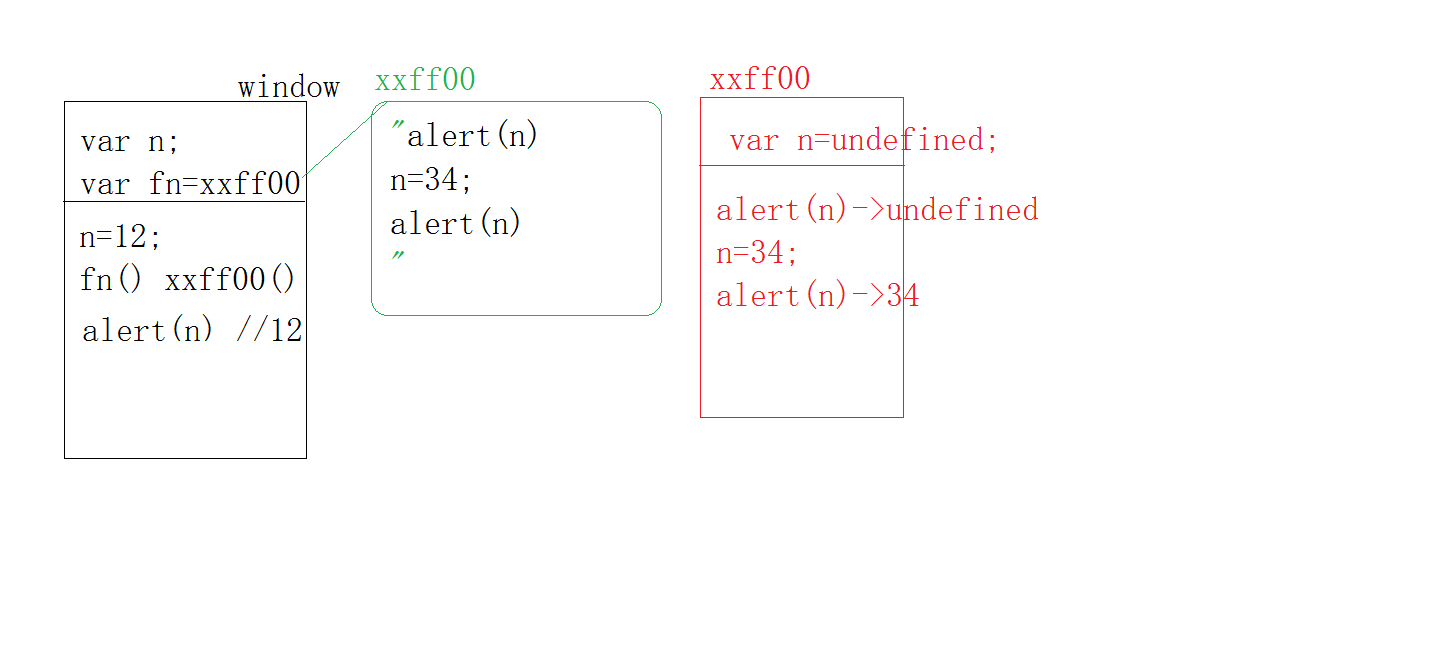 window
var n;
var fn=xxff00
n=12;
fn() xxff00()
alert(n) //12
xxff00
"alert(n)
n=34;
alert(n)
"
xxff00
var n=undefined;
alert(n)->undefined
n=34;
alert(n)->34